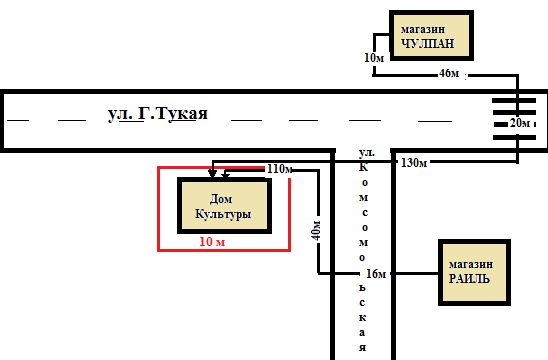 магазин
ЧУЛПАН
10м
46м
ул. Г.Тукая
20м
ул.
Комсомольская
130м
110м
Дом
Культуры
10 м
40м
16м
магазин
РАИЛЬ